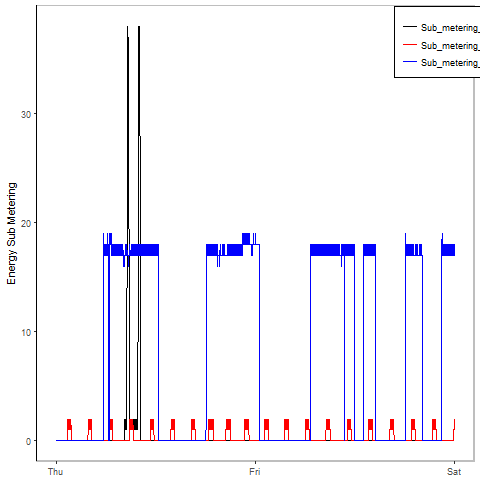 Sub_metering_
Sub_metering_
Sub_metering_
Energy Sub Metering
30
20
10
0
Thu
Fri
Sat